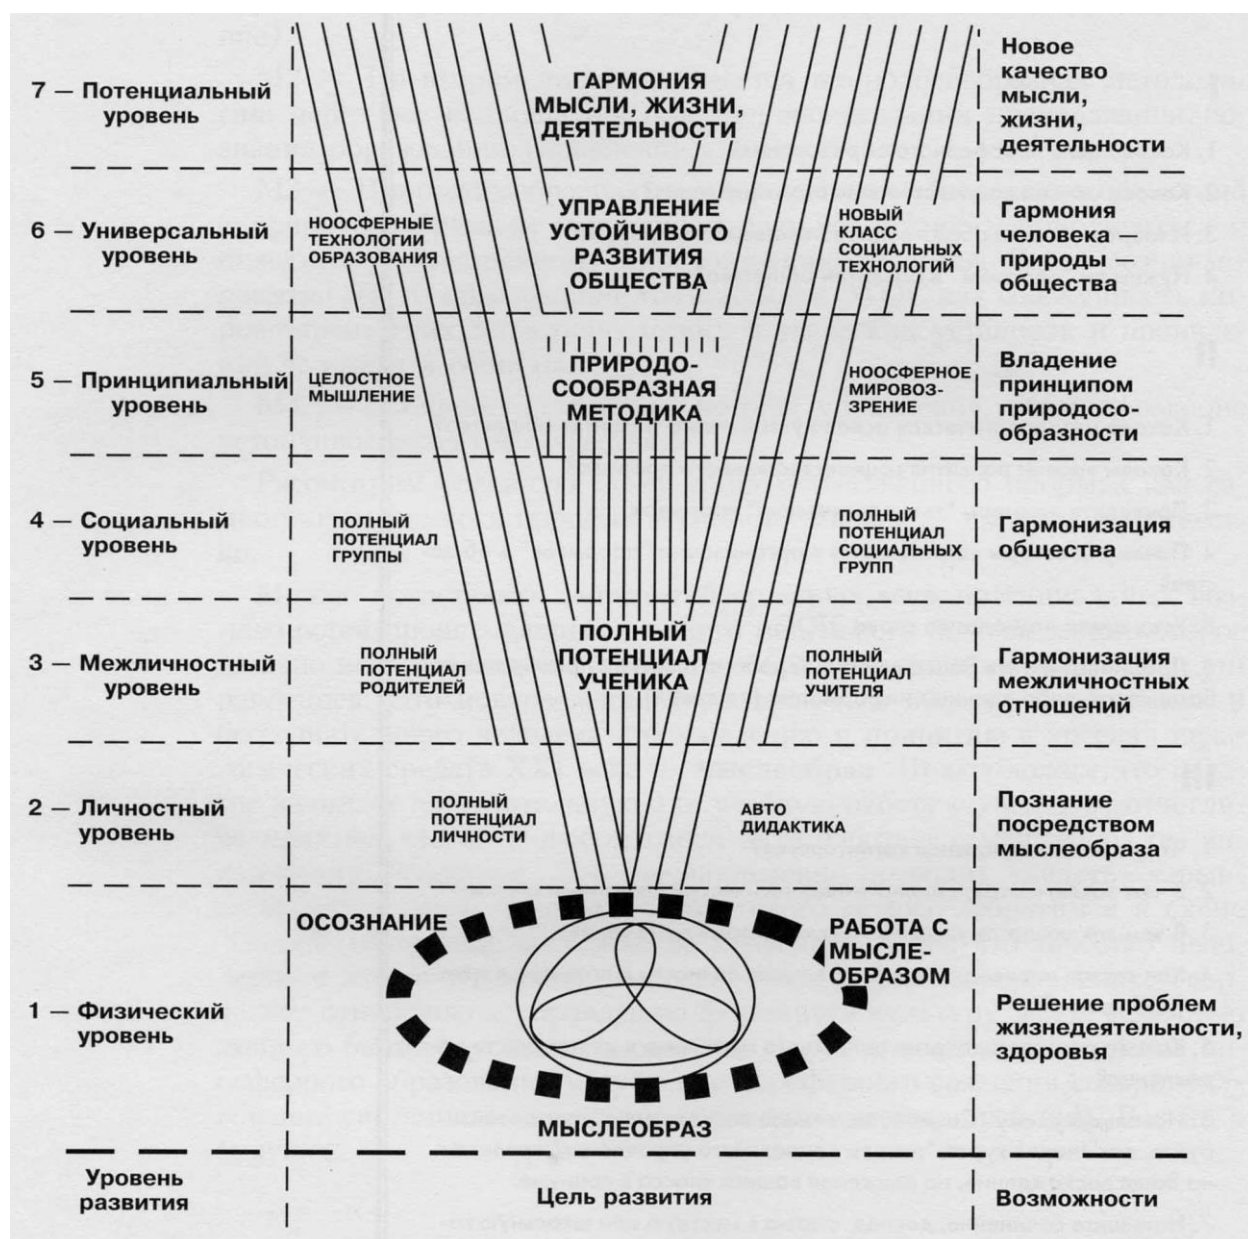 7 — Потенциальный
уровень
ГАРМОНИЯ
МЫСЛИ, ЖИЗНИ,
ДЕЯТЕЛЬНОСТИ
Новое
качество
мысли,
жизни,
деятельности
6 — Универсальный
уровень
НООСФЕРНЫЕ
ТЕХНОЛОГИИ
ОБРАЗОВАНИЯ
УПРАВЛЕНИЕ
УСТОЙЧИВОГО
РАЗВИТИЯ
ОБЩЕСТВА
НОВЫЙ
КЛАСС
СОЦИАЛЬНЫХ
ТЕХНОЛОГИЙ
Гармония
человека —
природы —
общества
5 — Принципиальный
уровень
ЦЕЛОСТНОЕ
МЫШЛЕНИЕ
ПРИРОДО-
СООБРАЗНАЯ
МЕТОДИКА
НООСФЕРНОЕ
МИРОВОЗ-
ЗРЕНИЕ
Владение
принципом
природосо-
образности
4 — Социальный
уровень
ПОЛНЫЙ
ПОТЕНЦИАЛ
ГРУППЫ
ПОЛНЫЙ
ПОТЕНЦИАЛ
СОЦИАЛЬНЫХ
ГРУПП
Гармонизация
общества
3 — Межличностный
уровень
ПОЛНЫЙ
ПОТЕНЦИАЛ
РОДИТЕЛЕЙ
ПОЛНЫЙ
ПОТЕНЦИАЛ
УЧЕНИКА
ПОЛНЫЙ
ПОТЕНЦИАЛ
УЧИТЕЛЯ
Гармонизация
межличностных
отношений
2 — Личностный
уровень
ПОЛНЫЙ
ПОТЕНЦИАЛ
ЛИЧНОСТИ
АВТО
ДИДАКТИКА
Познание
посредством
мыслеобраза
1 — Физический
уровень
ОСОЗНАНИЕ
РАБОТА С
МЫСЛЕ-
ОБРАЗОМ
МЫСЛЕОБРАЗ
Решение проблем
жизнедеятельности,
здоровья
Уровень
развития
Цель развития
Возможности